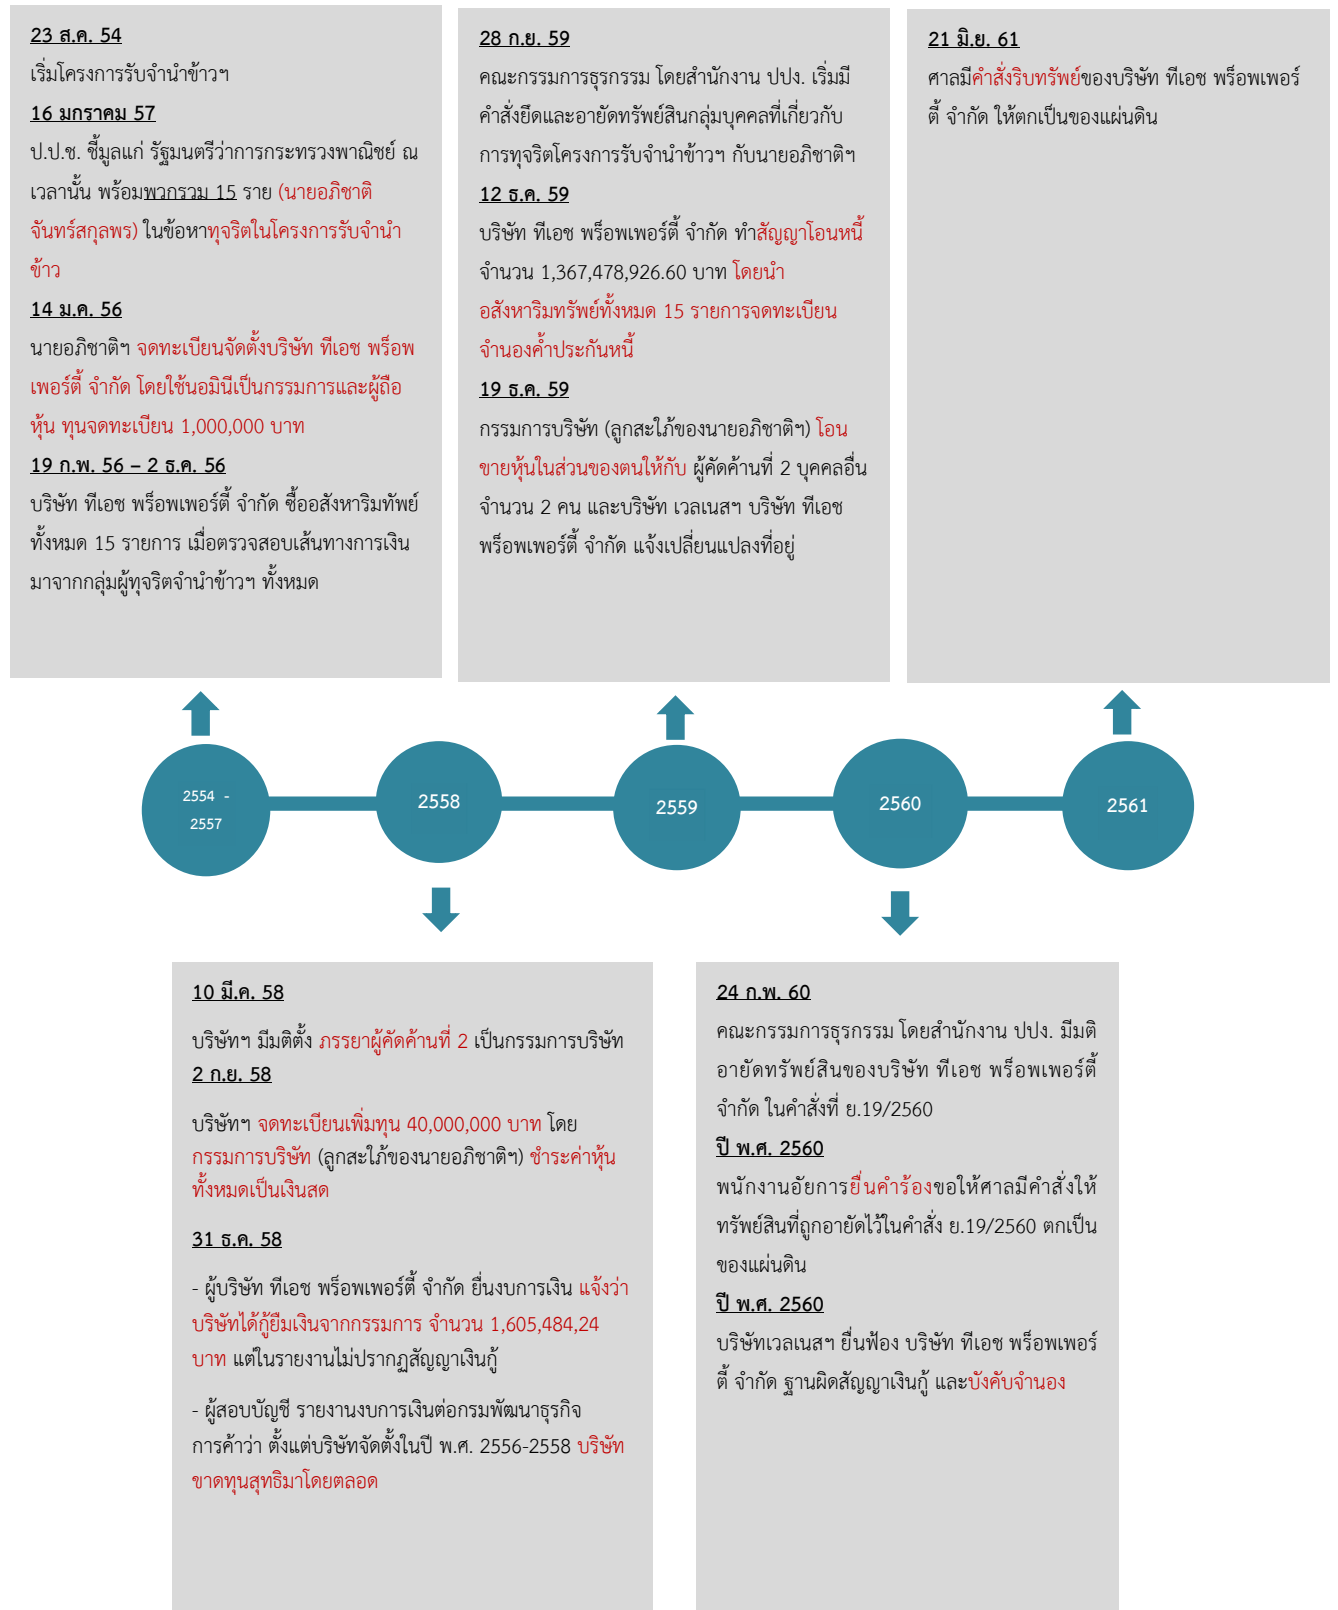 23 ส.ค. 54
เริ่มโครงการรับจำนำข้าวฯ
16 มกราคม 57
ป.ป.ช. ชี้มูลแก่ รัฐมนตรีว่าการกระทรวงพาณิชย์ ณ
เวลานั้น พร้อมพวกรวม 15 ราย (นายอภิชาติ
จันทร์สกุลพร) ในข้อหาทุจริตในโครงการรับจำนำ
ข้าว
14 ม.ค. 56
นายอภิชาติฯ จดทะเบียนจัดตั้งบริษัท ทีเอช พร็อพ
เพอร์ตี้ จำกัด โดยใช้นอมินีเป็นกรรมการและผู้ถือ
หุ้น ทุนจดทะเบียน 1,000,000 บาท
19 ก.พ. 56 – 2 ธ.ค. 56
บริษัท ทีเอช พร็อพเพอร์ตี้ จำกัด ซื้ออสังหาริมทัพย์
ทั้งหมด 15 รายการ เมื่อตรวจสอบเส้นทางการเงิน
มาจากกลุ่มผู้ทุจริตจำนำข้าวฯ ทั้งหมด
28 ก.ย. 59
คณะกรรมการธุรกรรม โดยสำนักงาน ปปง. เริ่มมี
คำสั่งยึดและอายัดทรัพย์สินกลุ่มบุคคลที่เกี่ยวกับ
การทุจริตโครงการรับจำนำข้าวฯ กับนายอภิชาติฯ
12 ธ.ค. 59
บริษัท ทีเอช พร็อพเพอร์ตี้ จำกัด ทำสัญญาโอนหนี้
จำนวน 1,367,478,926.60 บาท โดยนำ
อสังหาริมทรัพย์ทั้งหมด 15 รายการจดทะเบียน
จำนองค้ำประกันหนี้
19 ธ.ค. 59
กรรมการบริษัท (ลูกสะใภ้ของนายอภิชาติฯ) โอน
ขายหุ้นในส่วนของตนให้กับ ผู้คัดค้านที่ 2 บุคคลอื่น
จำนวน 2 คน และบริษัท เวลเนสฯ บริษัท ทีเอช
พร็อพเพอร์ตี้ จำกัด แจ้งเปลี่ยนแปลงที่อยู่
21 มิ.ย. 61
ศาลมีคำสั่งริบทรัพย์ของบริษัท ทีเอช พร็อพเพอร์
ตี้ จำกัด ให้ตกเป็นของแผ่นดิน
2554 -
2557
2558
2559
2560
2561
10 มี.ค. 58
บริษัทฯ มีมติตั้ง ภรรยาผู้คัดค้านที่ 2 เป็นกรรมการบริษัท
2 ก.ย. 58
บริษัทฯ จดทะเบียนเพิ่มทุน 40,000,000 บาท โดย
กรรมการบริษัท (ลูกสะใภ้ของนายอภิชาติฯ) ชำระค่าหุ้น
ทั้งหมดเป็นเงินสด
31 ธ.ค. 58
- ผู้บริษัท ทีเอช พร็อพเพอร์ตี้ จำกัด ยื่นงบการเงิน แจ้งว่า
บริษัทได้กู้ยืมเงินจากกรรมการ จำนวน 1,605,484,24
บาท แต่ในรายงานไม่ปรากฏสัญญาเงินกู้
- ผู้สอบบัญชี รายงานงบการเงินต่อกรมพัฒนาธุรกิจ
การค้าว่า ตั้งแต่บริษัทจัดตั้งในปี พ.ศ. 2556-2558 บริษัท
ขาดทุนสุทธิมาโดยตลอด
24 ก.พ. 60
คณะกรรมการธุรกรรม โดยสำนักงาน ปปง. มีมติ
อายัดทรัพย์สินของบริษัท ทีเอช พร็อพเพอร์ตี้
จำกัด ในคำสั่งที่ ย.19/2560
ปี พ.ศ. 2560
พนักงานอัยการยื่นคำร้องขอให้ศาลมีคำสั่งให้
ทรัพย์สินที่ถูกอายัดไว้ในคำสั่ง ย.19/2560 ตกเป็น
ของแผ่นดิน
ปี พ.ศ. 2560
บริษัทเวลเนสฯ ยื่นฟ้อง บริษัท ทีเอช พร็อพเพอร์
ตี้ จำกัด ฐานผิดสัญญาเงินกู้ และบังคับจำนอง